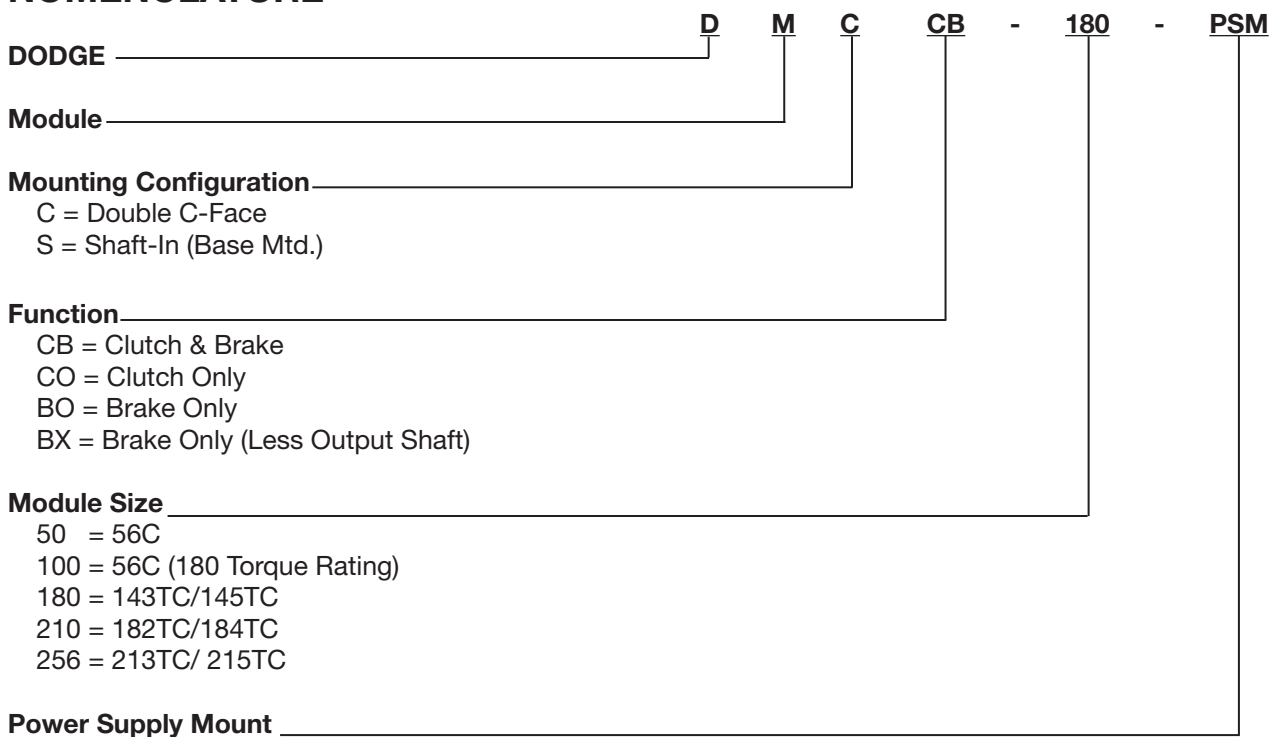 NOMENCLATURE
D M C CB - 180 - PSM
DODGE
Module
Mounting Configuration
C = Double C-Face
S = Shaft-In (Base Mtd.)
Function
CB = Clutch & Brake
CO = Clutch Only
BO = Brake Only
BX = Brake Only (Less Output Shaft)
Module Size
50 = 56C
100 = 56C (180 Torque Rating)
180 = 143TC/145TC
210 = 182TC/184TC
256 = 213TC/ 215TC
Power Supply Mount